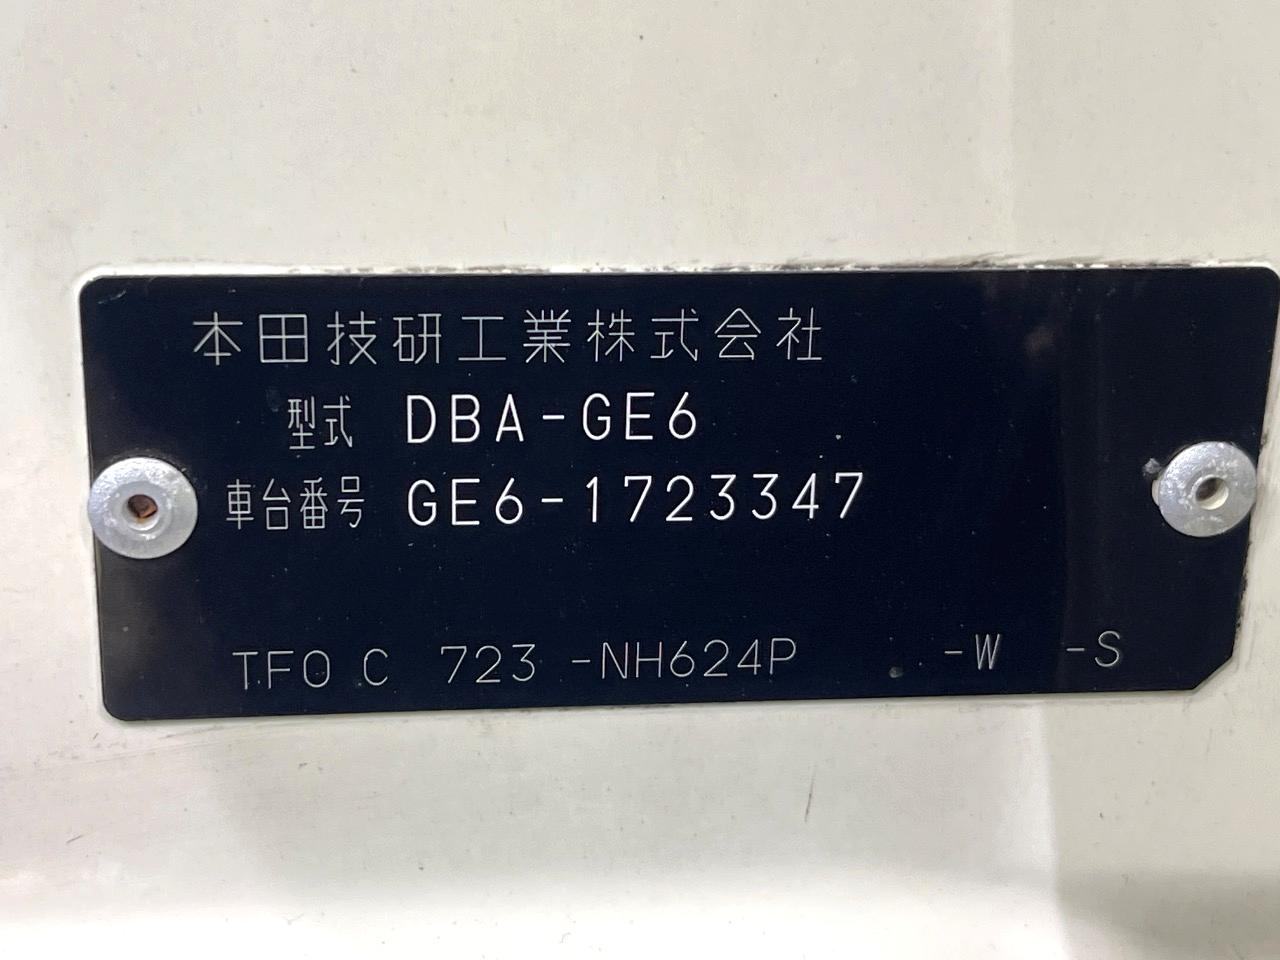 本田技研工業株式会社
型式 DBA-GE6
車台番号 GE6-1723347
TF0 C 723 -NH624P -W -S